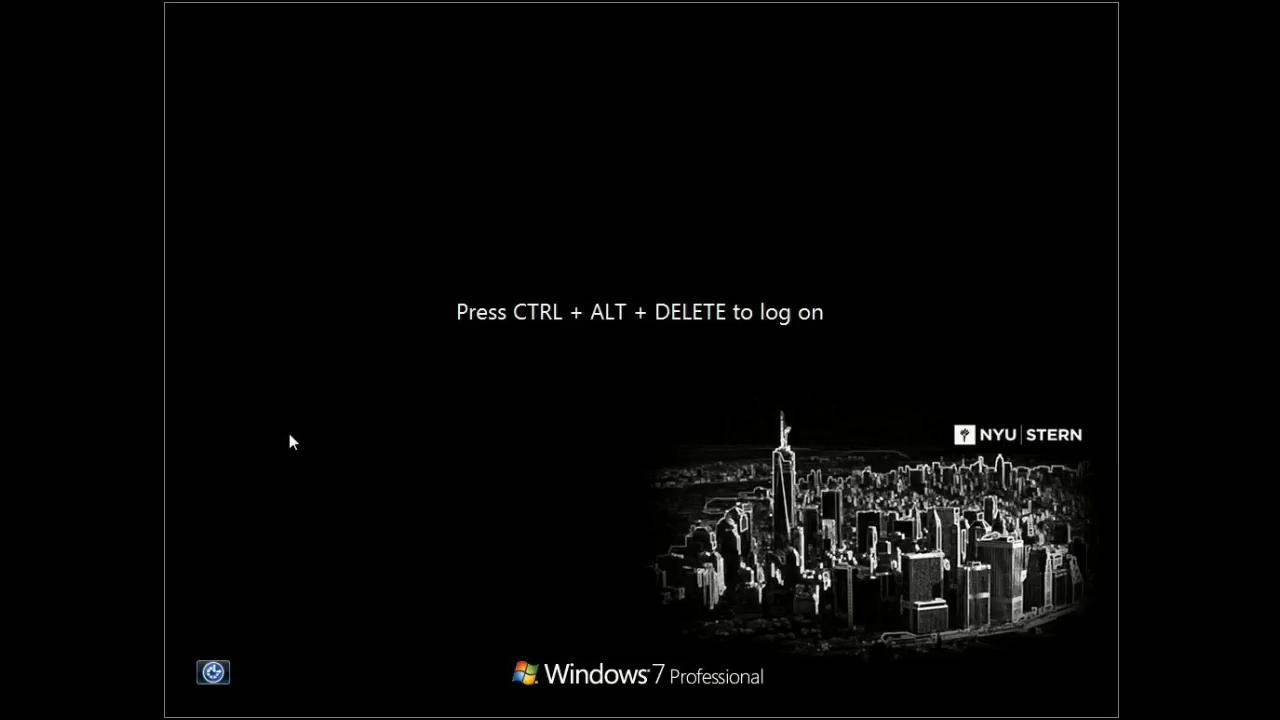 Press CTRL + ALT + DELETE to log on
NYU | STERN
Windows 7 Professional